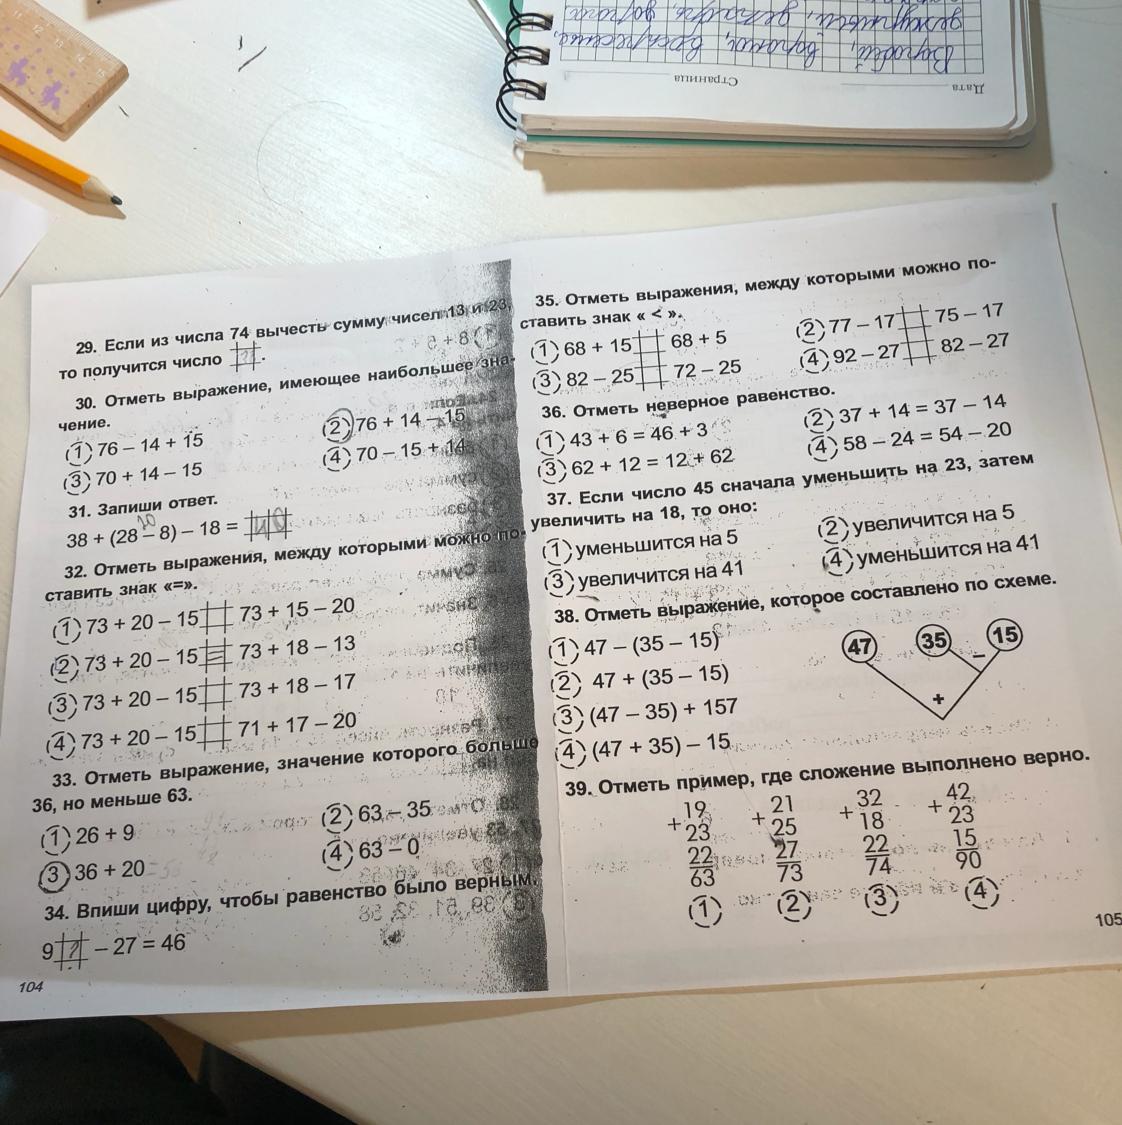 Дата
Страница
29. Если из числа 74 вычесть сумму чисел 13 и 23,
то получится число
30. Отметь выражение, имеющее наибольшее зна-
чение.
1 76 – 14 + 15
2 76 + 14 – 15
3 70 + 14 – 15
4 70 – 15 + 14
31. Запиши ответ.
20
38 + (28 – 8) – 18 = 40
32. Отметь выражения, между которыми можно по-
ставить знак «=».
1 73 + 20 – 15 73 + 15 – 20
2 73 + 20 – 15 = 73 + 18 – 13
3 73 + 20 – 15 73 + 18 – 17
4 73 + 20 – 15 71 + 17 – 20
33. Отметь выражение, значение которого больше
36, но меньше 63.
1 26 + 9
2 63 – 35
3 36 + 20
4 63 – 0
34. Впиши цифру, чтобы равенство было верным.
9 – 27 = 46
104
35. Отметь выражения, между которыми можно по-
ставить знак « < ».
1 68 + 15 68 + 5
2 77 – 17 75 – 17
3 82 – 25 72 – 25
4 92 – 27 82 – 27
36. Отметь неверное равенство.
1 43 + 6 = 46 + 3
2 37 + 14 = 37 – 14
3 62 + 12 = 12 + 62
4 58 – 24 = 54 – 20
37. Если число 45 сначала уменьшить на 23, затем
увеличить на 18, то оно:
1 уменьшится на 5
2 увеличится на 5
3 увеличится на 41
4 уменьшится на 41
38. Отметь выражение, которое составлено по схеме.
1 47 – (35 – 15)
2 47 + (35 – 15)
3 (47 – 35) + 157
4 (47 + 35) – 15
47 35 15
–
+
39. Отметь пример, где сложение выполнено верно.
19 21 32 42
+ + + +
23 25 18 23
22 27 22 15
63 73 74 90
1 2 3 4
105